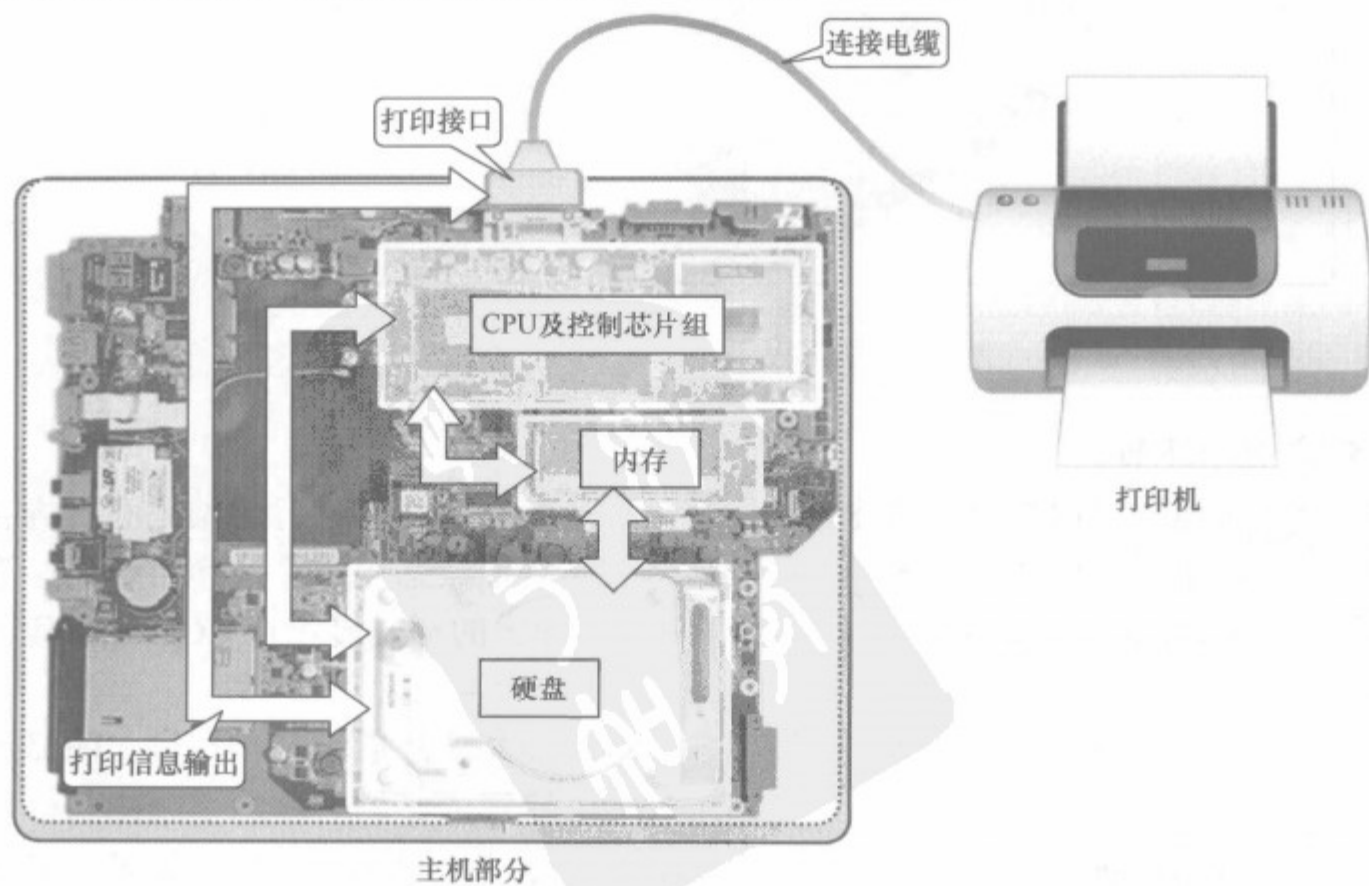 连接电缆
打印接口
CPU及控制芯片组
内存
打印机
硬盘
打印信息输出
主机部分